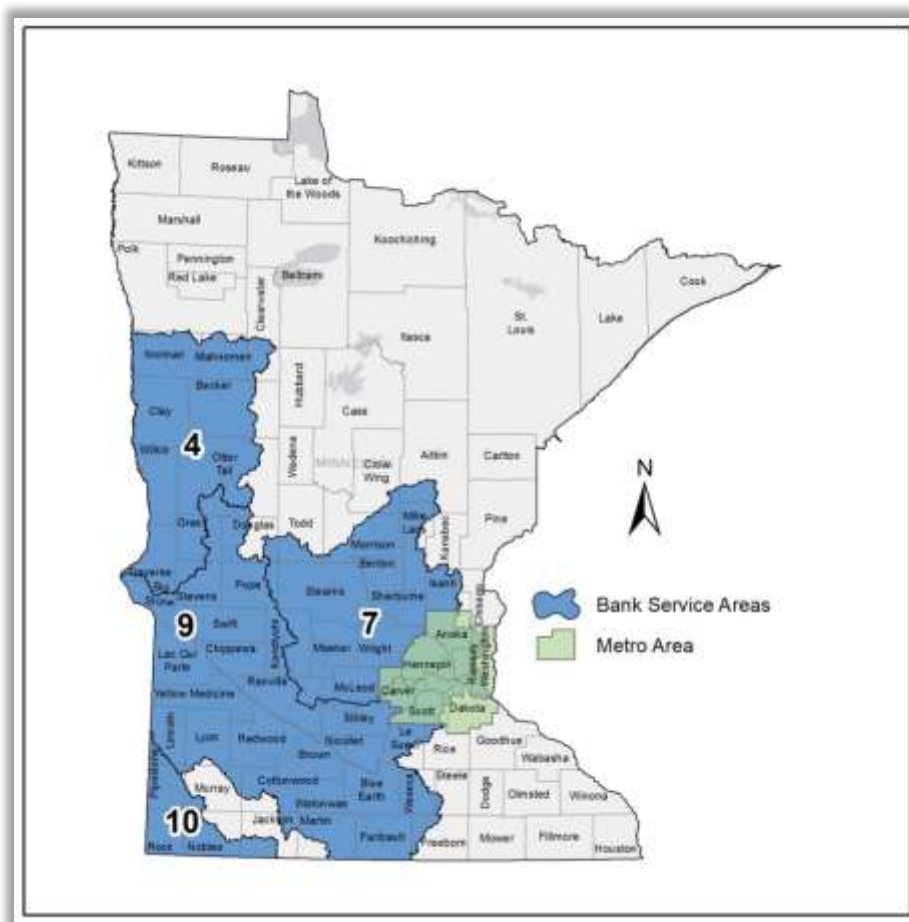 Kittson
Roseau
Lake of
the Woods
Marshall
Koochiching
Polk
Pennington
Red Lake
Beltrami
Clearwater
Cook
St.
Louis
Lake
Itasca
Norman
Mahnomen
Becker
Hubbard
Cass
Clay
4
Wilkin
Otter
Tail
Wadena
MINN
Crow
Wing
Aitkin
Carlton
N
Grant
Douglas
Todd
Mille
Lacs
Kanabec
Pine
Morrison
Benton
Traverse
Big
Stone
Stevens
Pope
Stearns
Sherburne
Isanti
Chisago
Bank Service Areas
9
Swift
7
Anoka
Lac Qui
Parle
Chippewa
Kandiyohi
Meeker
Wright
Hennepin
Ramsey
Washington
Metro Area
Renville
McLeod
Carver
Yellow Medicine
Scott
Dakota
Sibley
Lincoln
Lyon
Redwood
Nicollet
Le
Sueur
Rice
Goodhue
Wabasha
Brown
Pipestone
Murray
Cottonwood
Watonwan
Blue
Earth
Waseca
Steele
Dodge
Olmsted
Winona
10
Jackson
Martin
Rock
Nobles
Faribault
Freeborn
Mower
Fillmore
Houston